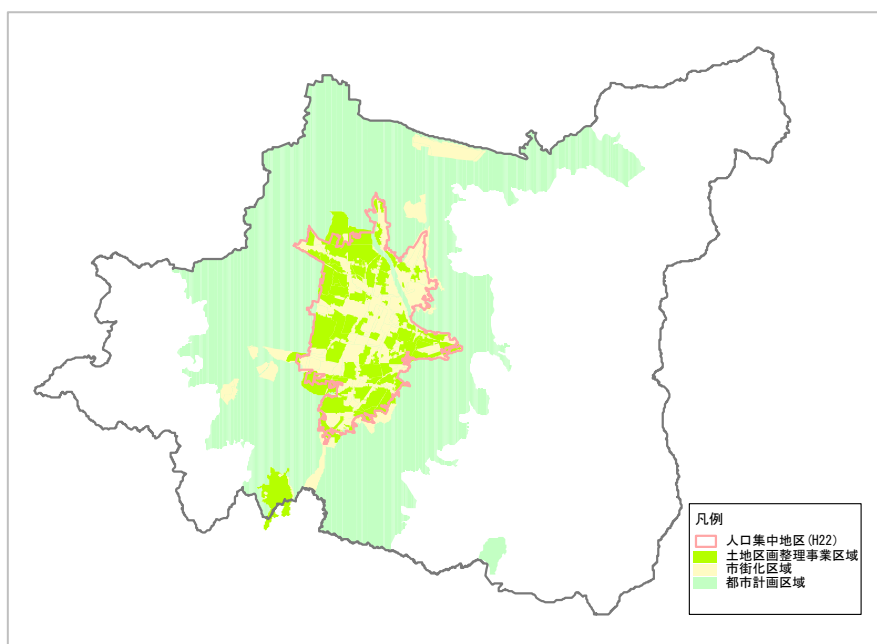 凡例
人口集中地区(H22)
土地区画整理事業区域
市街化区域
都市計画区域